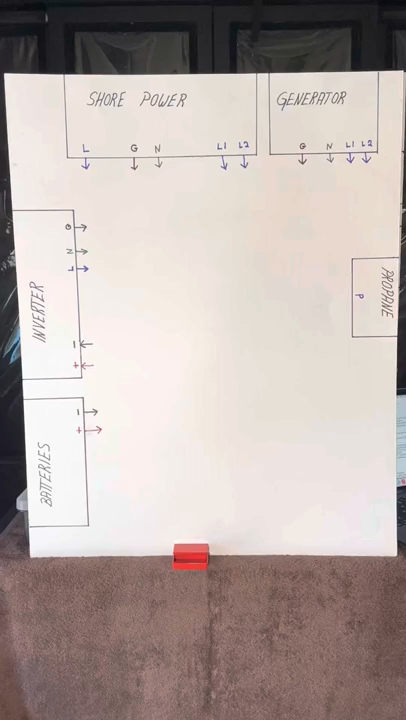 SHORE POWER
L G N L1 L2
GENERATOR
G N L1 L2
INVERTER
G
N
L
-
+
PROPANE
P
BATTERIES
-
+